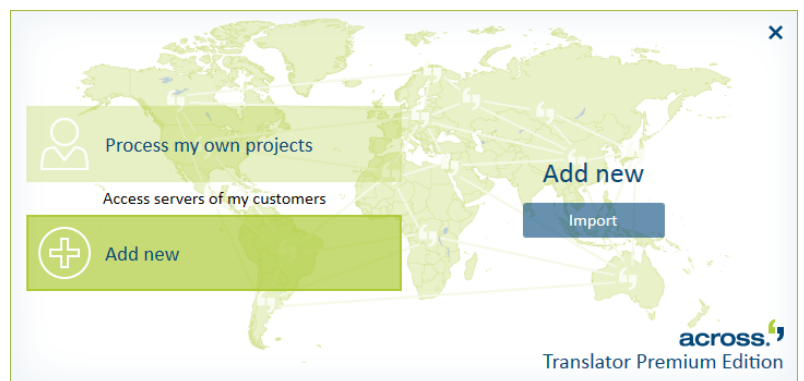 Process my own projects
Access servers of my customers
Add new
Add new
Import
across.
Translator Premium Edition